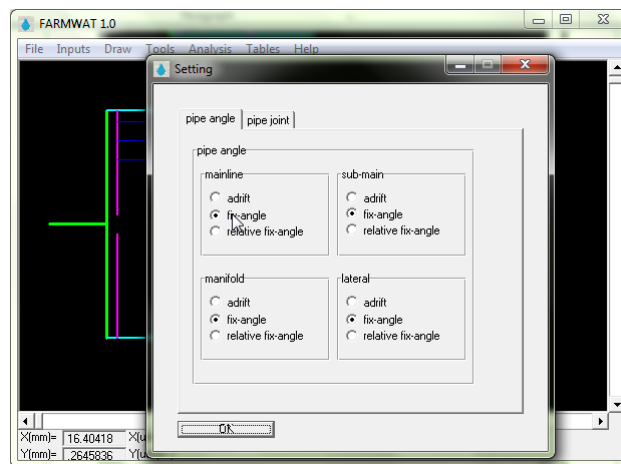 FARMWAT 1.0
File Inputs Draw Tools Analysis Tables Help
Setting
pipe angle pipe joint
pipe angle
mainline sub-main
adrift adrift
fix-angle fix-angle
relative fix-angle relative fix-angle
manifold lateral
adrift adrift
fix-angle fix-angle
relative fix-angle relative fix-angle
OK
X(mm)= 16.40418
Y(mm)= .2645836